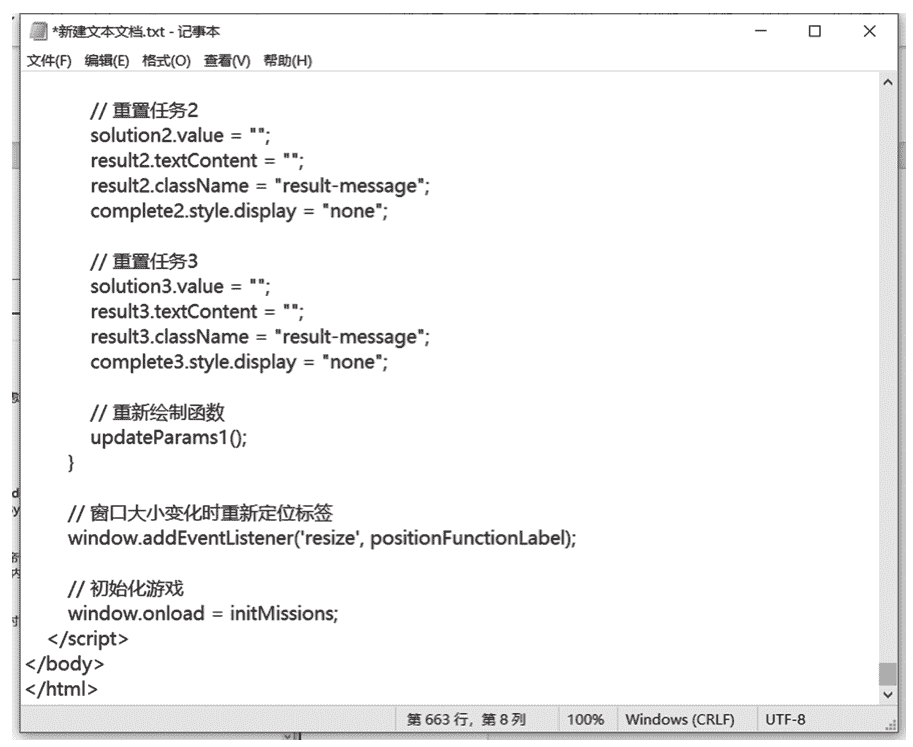 *新建文本文档.txt - 记事本
文件(F) 编辑(E) 格式(O) 查看(V) 帮助(H)
// 重置任务2
solution2.value = "";
result2.textContent = "";
result2.className = "result-message";
complete2.style.display = "none";
// 重置任务3
solution3.value = "";
result3.textContent = "";
result3.className = "result-message";
complete3.style.display = "none";
// 重新绘制函数
updateParams1();
}
// 窗口大小变化时重新定位标签
window.addEventListener('resize', positionFunctionLabel);
// 初始化游戏
window.onload = initMissions;
</script>
</body>
</html>
第 663 行，第 8 列 100% Windows (CRLF) UTF-8